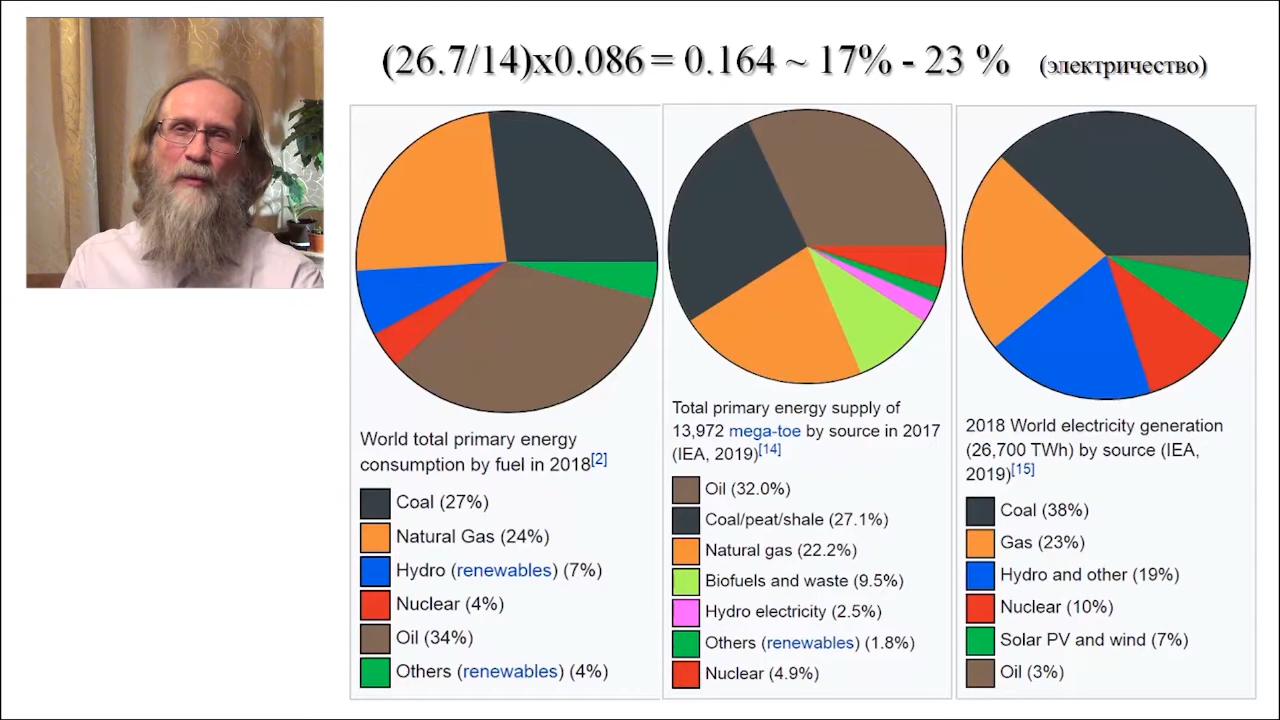 (26.7/14)x0.086 = 0.164 ~ 17% - 23 % (электричество)
World total primary energy
consumption by fuel in 2018[2]
Coal (27%)
Natural Gas (24%)
Hydro (renewables) (7%)
Nuclear (4%)
Oil (34%)
Others (renewables) (4%)
Total primary energy supply of
13,972 mega-toe by source in 2017
(IEA, 2019)[14]
Oil (32.0%)
Coal/peat/shale (27.1%)
Natural gas (22.2%)
Biofuels and waste (9.5%)
Hydro electricity (2.5%)
Others (renewables) (1.8%)
Nuclear (4.9%)
2018 World electricity generation
(26,700 TWh) by source (IEA,
2019)[15]
Coal (38%)
Gas (23%)
Hydro and other (19%)
Nuclear (10%)
Solar PV and wind (7%)
Oil (3%)